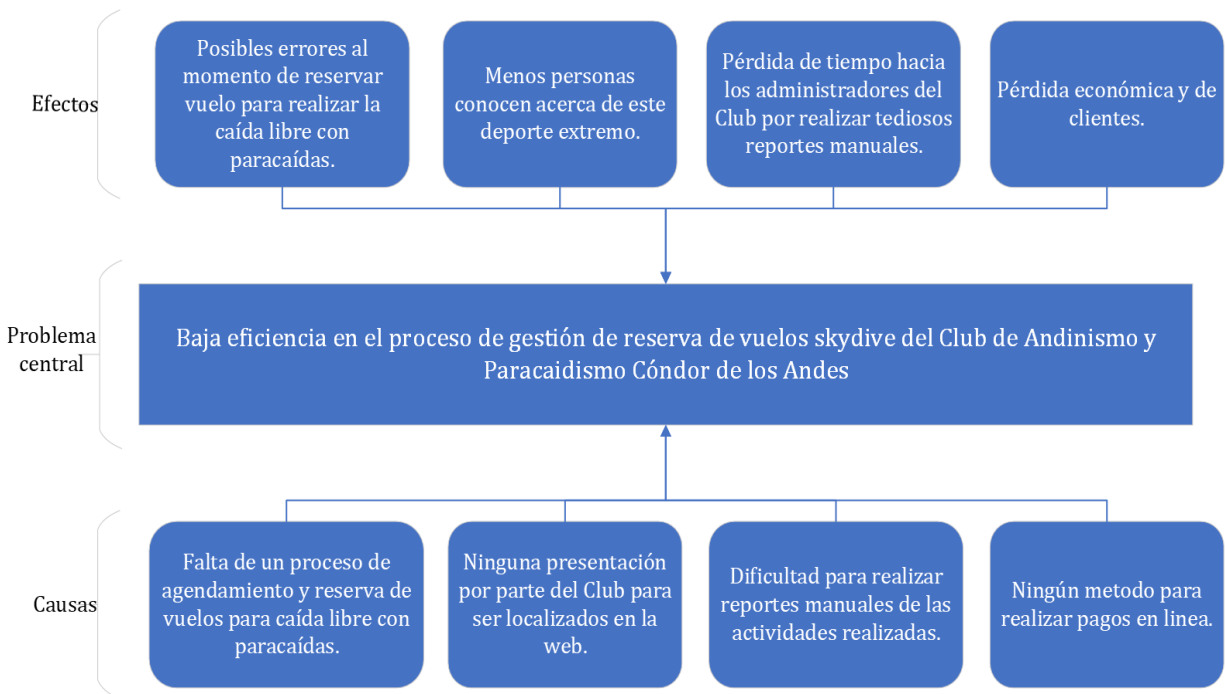 Efectos
Posibles errores al
momento de reservar
vuelo para realizar la
caída libre con
paracaídas.
Menos personas
conocen acerca de este
deporte extremo.
Pérdida de tiempo hacia
los administradores del
Club por realizar tediosos
reportes manuales.
Pérdida económica y de
clientes.
Problema
central
Baja eficiencia en el proceso de gestión de reserva de vuelos skydive del Club de Andinismo y
Paracaidismo Cóndor de los Andes
Causas
Falta de un proceso de
agendamiento y reserva de
vuelos para caída libre con
paracaídas.
Ninguna presentación
por parte del Club para
ser localizados en la
web.
Dificultad para realizar
reportes manuales de las
actividades realizadas.
Ningún metodo para
realizar pagos en linea.